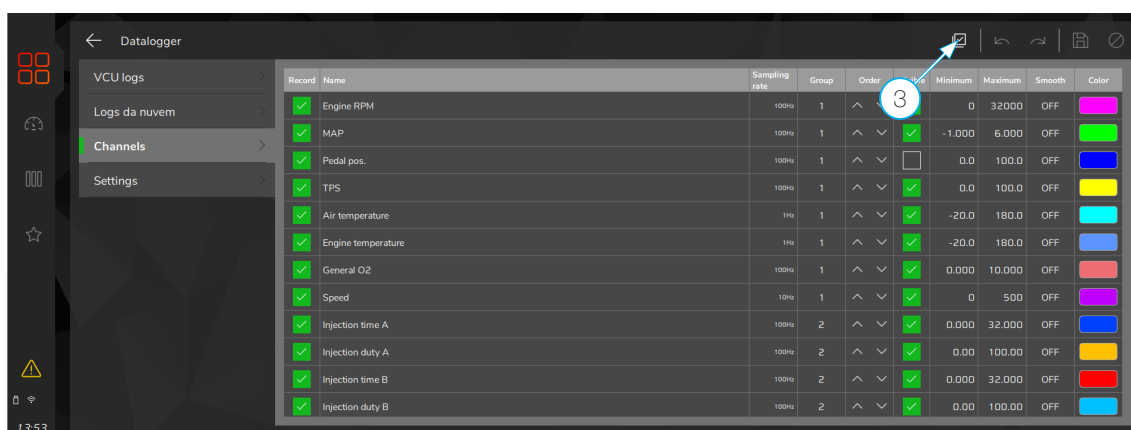 Datalogger
VCU logs
Logs da nuvem
Channels
Settings
Record Name Sampling rate Group Order Minimum Maximum Smooth Color
Engine RPM 100Hz 1 0 32000 OFF
MAP 100Hz 1 -1.000 6.000 OFF
Pedal pos. 100Hz 1 0.0 100.0 OFF
TPS 100Hz 1 0.0 100.0 OFF
Air temperature 1Hz 1 -20.0 180.0 OFF
Engine temperature 1Hz 1 -20.0 180.0 OFF
General O2 100Hz 1 0.000 10.000 OFF
Speed 10Hz 1 0 500 OFF
Injection time A 100Hz 2 0.000 32.000 OFF
Injection duty A 100Hz 2 0.00 100.00 OFF
Injection time B 100Hz 2 0.000 32.000 OFF
Injection duty B 100Hz 2 0.00 100.00 OFF
3
13:53